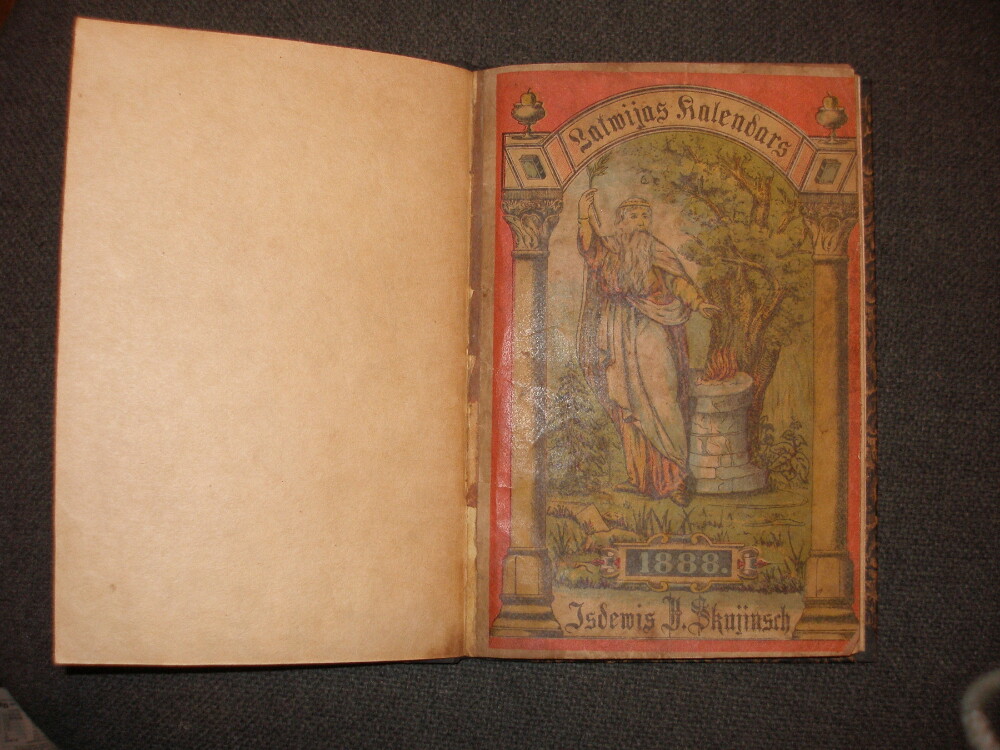 Latwijas Kalendars
1888.
Isdewis B. Skujinsch